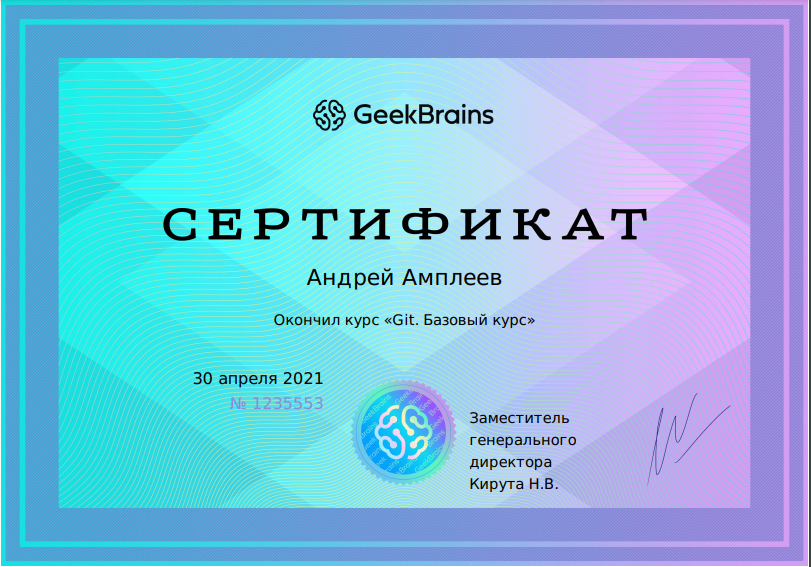 GeekBrains
СЕРТИФИКАТ
Андрей Амплеев
Окончил курс «Git. Базовый курс»
30 апреля 2021
№ 1235553
Заместитель
генерального
директора
Кирута Н.В.